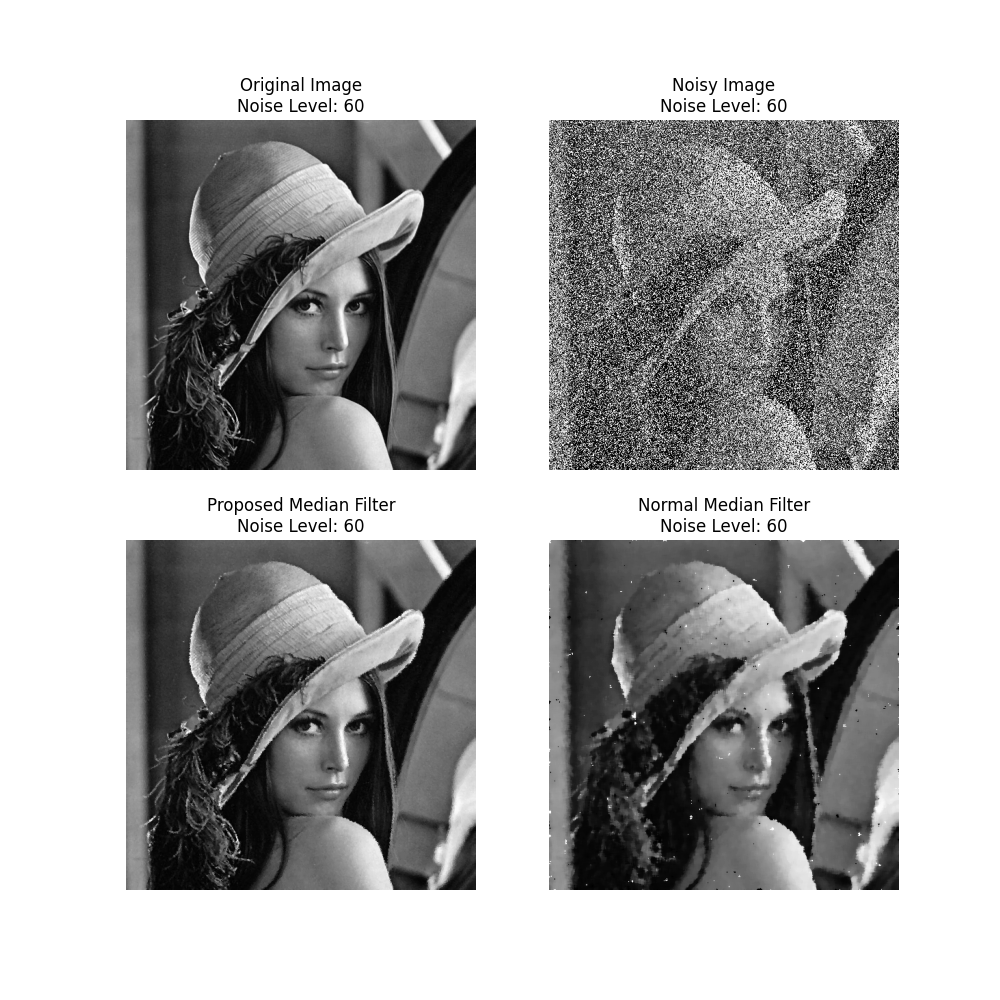 Original Image
Noise Level: 60
Noisy Image
Noise Level: 60
Proposed Median Filter
Noise Level: 60
Normal Median Filter
Noise Level: 60